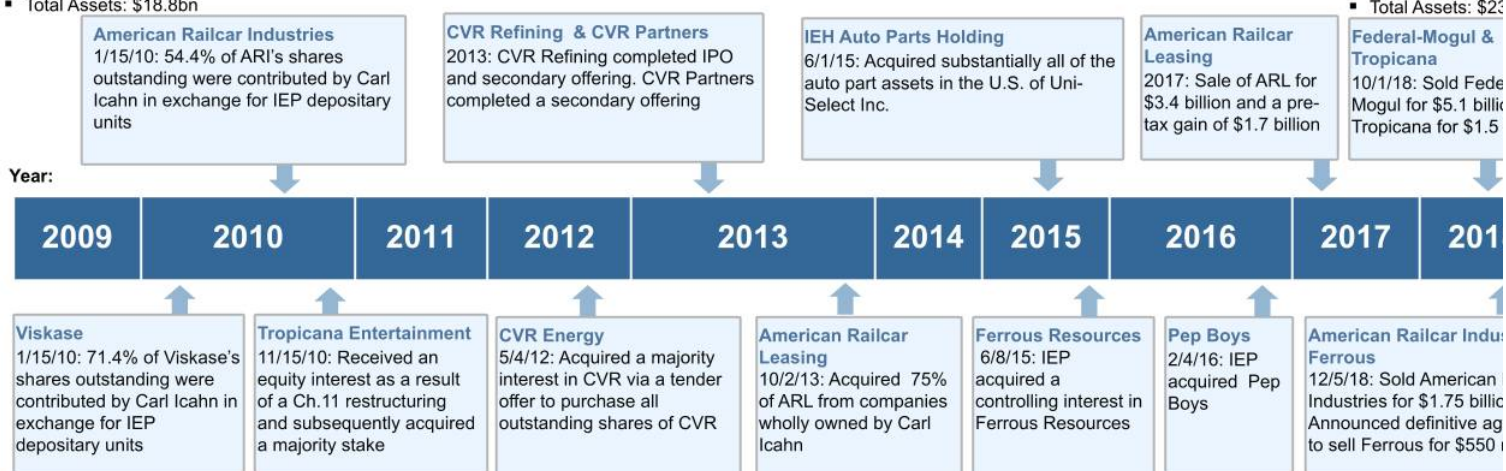 ▪ Total Assets: $18.8bn
▪ Total Assets: $23
American Railcar Industries
1/15/10: 54.4% of ARI's shares
outstanding were contributed by Carl
Icahn in exchange for IEP depositary
units
CVR Refining & CVR Partners
2013: CVR Refining completed IPO
and secondary offering. CVR Partners
completed a secondary offering
IEH Auto Parts Holding
6/1/15: Acquired substantially all of the
auto part assets in the U.S. of Uni-
Select Inc.
American Railcar
Leasing
2017: Sale of ARL for
$3.4 billion and a pre-
tax gain of $1.7 billion
Federal-Mogul &
Tropicana
10/1/18: Sold Fede
Mogul for $5.1 billi
Tropicana for $1.5
Year:
2009 2010 2011 2012 2013 2014 2015 2016 2017 201
Viskase
1/15/10: 71.4% of Viskase's
shares outstanding were
contributed by Carl Icahn in
exchange for IEP
depositary units
Tropicana Entertainment
11/15/10: Received an
equity interest as a result
of a Ch.11 restructuring
and subsequently acquired
a majority stake
CVR Energy
5/4/12: Acquired a majority
interest in CVR via a tender
offer to purchase all
outstanding shares of CVR
American Railcar
Leasing
10/2/13: Acquired 75%
of ARL from companies
wholly owned by Carl
Icahn
Ferrous Resources
6/8/15: IEP
acquired a
controlling interest in
Ferrous Resources
Pep Boys
2/4/16: IEP
acquired Pep
Boys
American Railcar Indus
Ferrous
12/5/18: Sold American
Industries for $1.75 billio
Announced definitive ag
to sell Ferrous for $550